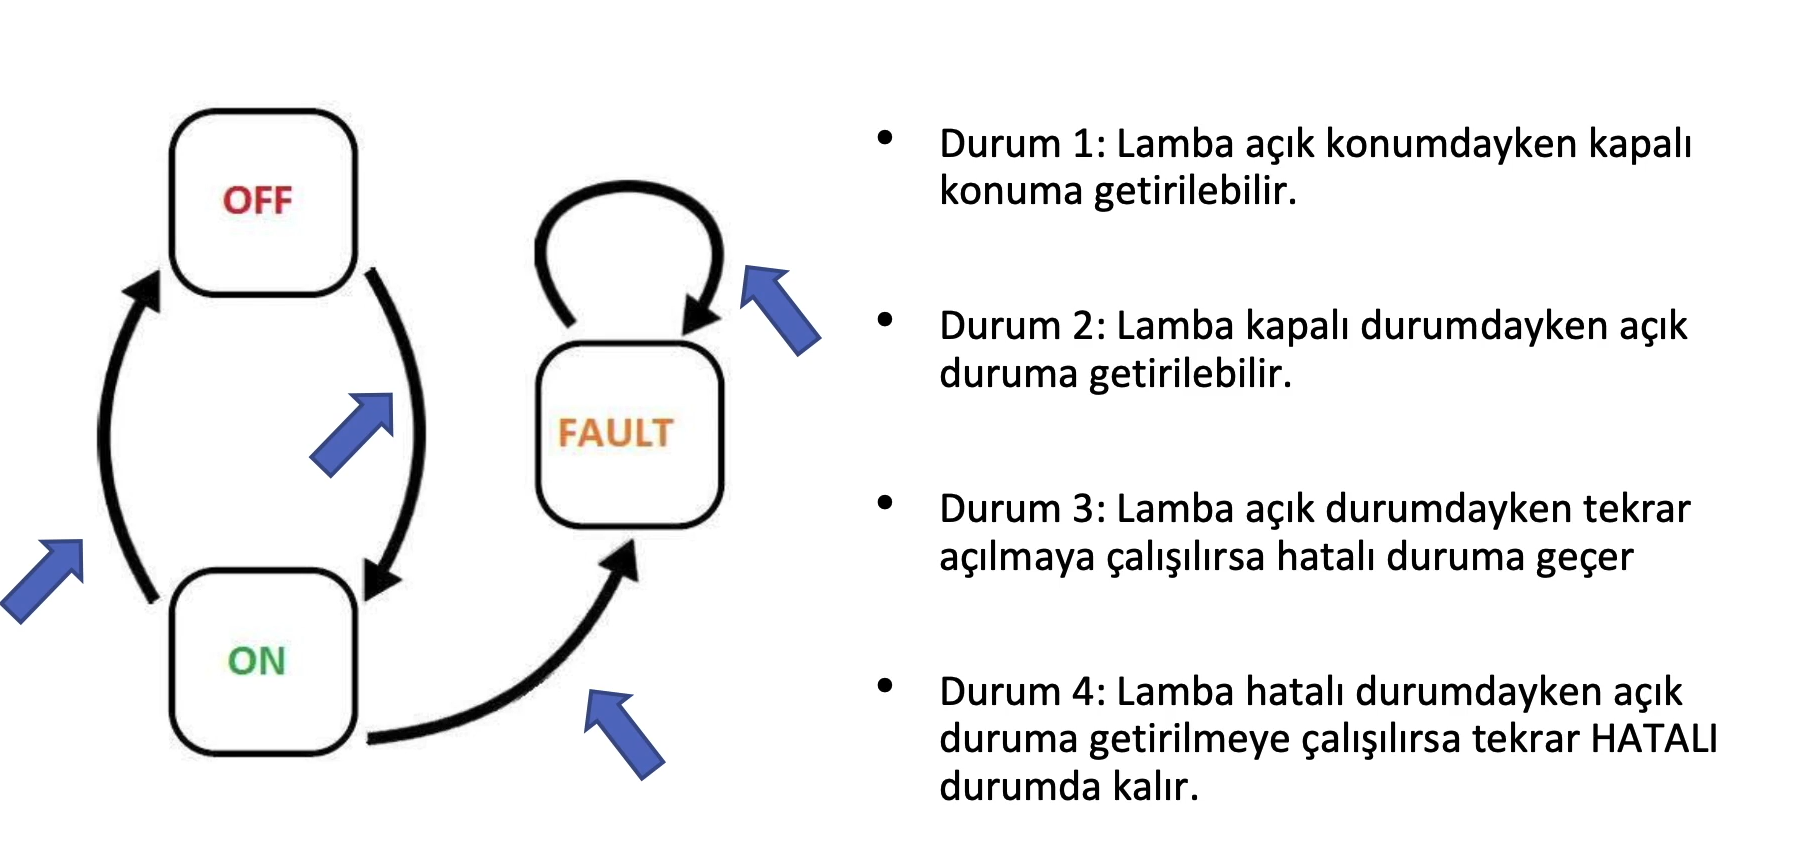 OFF
FAULT
ON
• Durum 1: Lamba açık konumdayken kapalı
konuma getirilebilir.
• Durum 2: Lamba kapalı durumdayken açık
duruma getirilebilir.
• Durum 3: Lamba açık durumdayken tekrar
açılmaya çalışılırsa hatalı duruma geçer
• Durum 4: Lamba hatalı durumdayken açık
duruma getirilmeye çalışılırsa tekrar HATALI
durumda kalır.